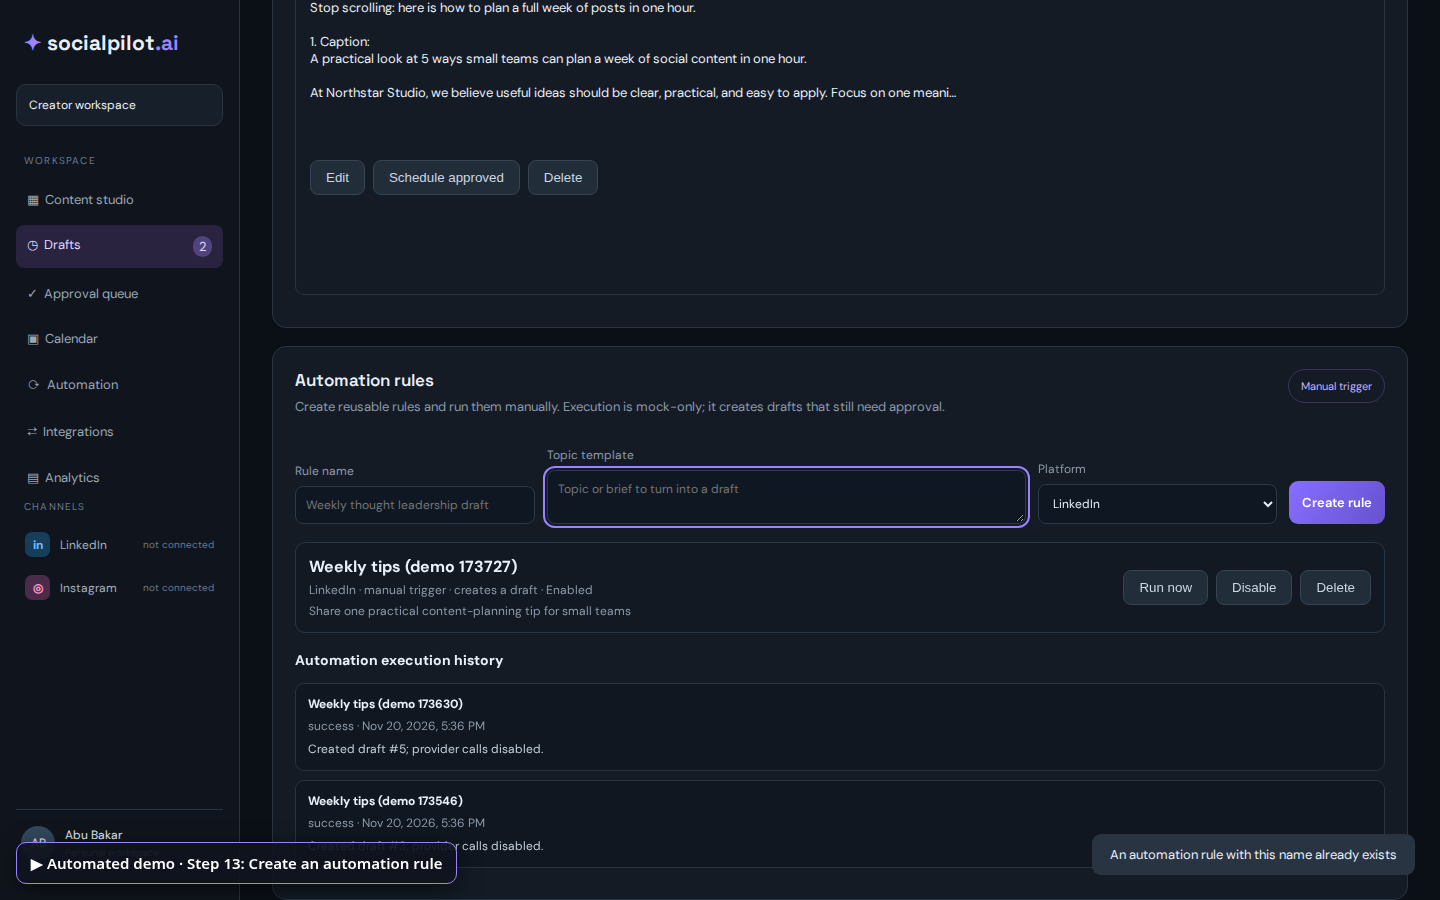 socialpilot.ai
Creator workspace
WORKSPACE
Content studio
Drafts
2
Approval queue
Calendar
Automation
Integrations
Analytics
CHANNELS
in LinkedIn not connected
Instagram not connected
Abu Bakar
▶ Automated demo · Step 13: Create an automation rule
Stop scrolling: here is how to plan a full week of posts in one hour.
1. Caption:
A practical look at 5 ways small teams can plan a week of social content in one hour.
At Northstar Studio, we believe useful ideas should be clear, practical, and easy to apply. Focus on one meani...
Edit Schedule approved Delete
Automation rules
Manual trigger
Create reusable rules and run them manually. Execution is mock-only; it creates drafts that still need approval.
Rule name
Weekly thought leadership draft
Topic template
Topic or brief to turn into a draft
Platform
LinkedIn
Create rule
Weekly tips (demo 173727)
LinkedIn · manual trigger · creates a draft · Enabled
Share one practical content-planning tip for small teams
Run now Disable Delete
Automation execution history
Weekly tips (demo 173630)
success · Nov 20, 2026, 5:36 PM
Created draft #5; provider calls disabled.
Weekly tips (demo 173546)
success · Nov 20, 2026, 5:36 PM
Created draft #2; provider calls disabled.
An automation rule with this name already exists